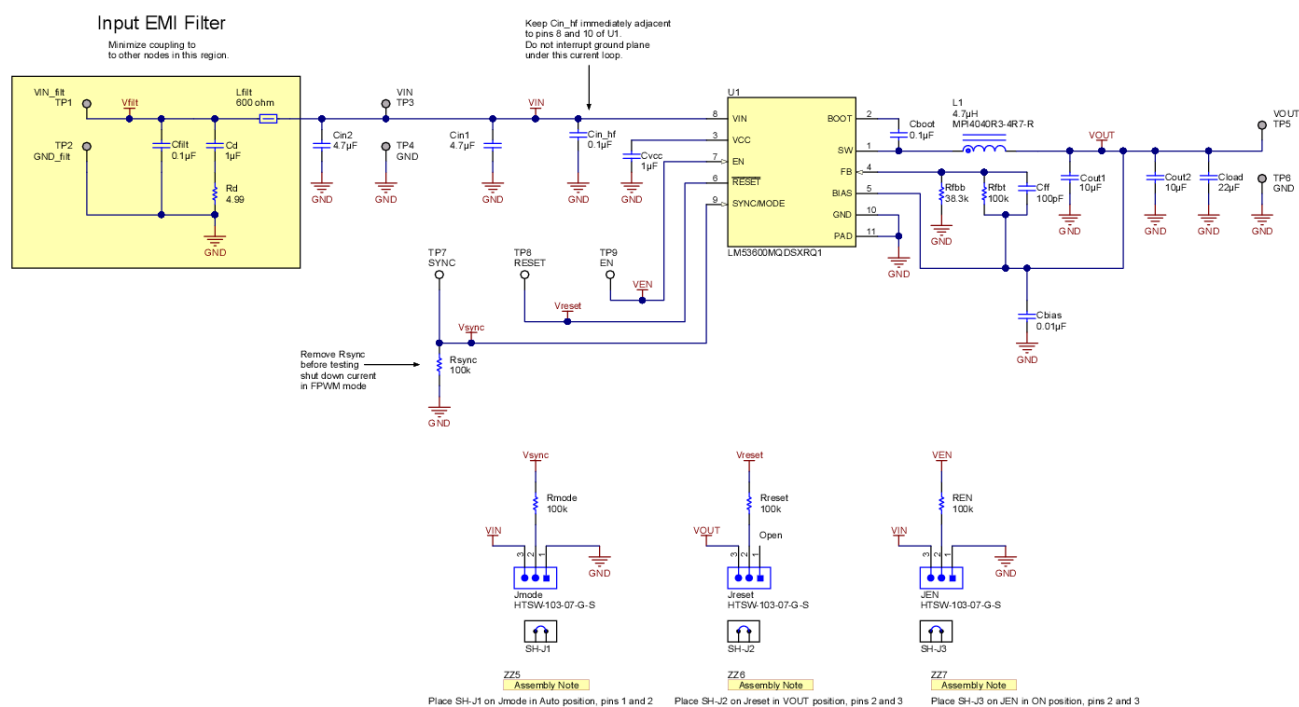 Input EMI Filter
Minimize coupling to
to other nodes in this region.
Keep Cin_hf immediately adjacent
to pins 8 and 10 of U1.
Do not interrupt ground plane
under this current loop.
VIN_filt
TP1
Vfilt
Lfilt
600 ohm
TP2
GND_filt
Cfilt
0.1µF
Cd
1µF
Rd
4.99
GND
VIN
TP3
Cin2
4.7µF
GND
TP4
GND
GND
Cin1
4.7µF
GND
VIN
Cin_hf
0.1µF
GND
Cvcc
1µF
GND
U1
8
VIN
3
VCC
7
EN
6
RESET
9
SYNC/MODE
BOOT
2
SW
1
FB
4
BIAS
5
GND
10
PAD
11
LM53600MQDSXRQ1
GND
Cboot
0.1µF
L1
4.7µH
MPI4040R3-4R7-R
Rfbb
38.3k
GND
Rfbt
100k
Cff
100pF
VOUT
Cout1
10µF
GND
Cout2
10µF
GND
Cload
22µF
GND
VOUT
TP5
TP6
GND
GND
Cbias
0.01µF
GND
TP7
SYNC
TP8
RESET
TP9
EN
VEN
Vreset
Vsync
Remove Rsync
before testing
shut down current
in FPWM mode
Rsync
100k
GND
Vsync
Rmode
100k
VIN
3
2
1
GND
Jmode
HTSW-103-07-G-S
SH-J1
ZZ5
Assembly Note
Place SH-J1 on Jmode in Auto position, pins 1 and 2
Vreset
Rreset
100k
VOUT
Open
3
2
1
Jreset
HTSW-103-07-G-S
SH-J2
ZZ6
Assembly Note
Place SH-J2 on Jreset in VOUT position, pins 2 and 3
VEN
REN
100k
VIN
3
2
1
GND
JEN
HTSW-103-07-G-S
SH-J3
ZZ7
Assembly Note
Place SH-J3 on JEN in ON position, pins 2 and 3